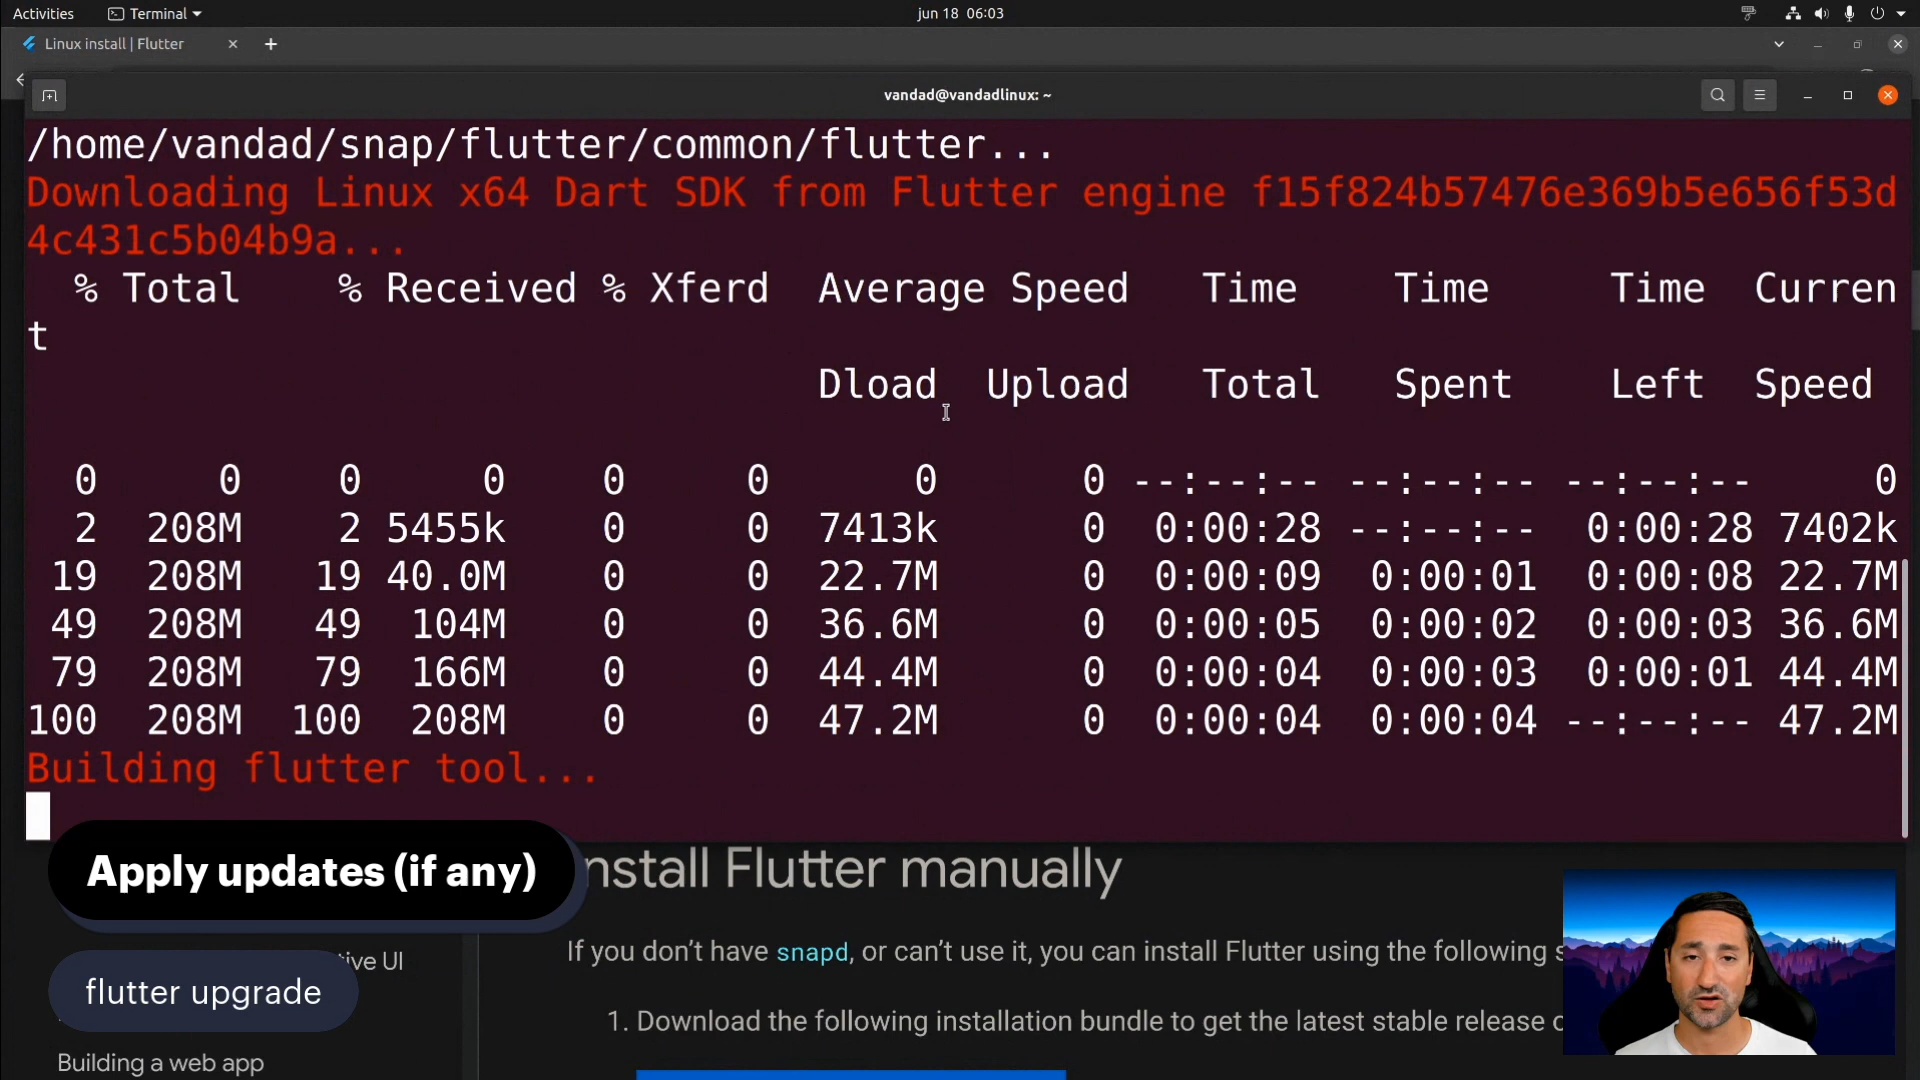 Activities
Terminal
jun 18 06:03
Linux install | Flutter
vandad@vandadlinux: ~
/home/vandad/snap/flutter/common/flutter...
Downloading Linux x64 Dart SDK from Flutter engine f15f824b57476e369b5e656f53d
4c431c5b04b9a...
% Total % Received % Xferd Average Speed Time Time Time Curren
t
Dload Upload Total Spent Left Speed
0 0 0 0 0 0 0 0 --:--:-- --:--:-- --:--:-- 0
2 208M 2 5455k 0 0 7413k 0 0:00:28 --:--:-- 0:00:28 7402k
19 208M 19 40.0M 0 0 22.7M 0 0:00:09 0:00:01 0:00:08 22.7M
49 208M 49 104M 0 0 36.6M 0 0:00:05 0:00:02 0:00:03 36.6M
79 208M 79 166M 0 0 44.4M 0 0:00:04 0:00:03 0:00:01 44.4M
100 208M 100 208M 0 0 47.2M 0 0:00:04 0:00:04 --:--:-- 47.2M
Building flutter tool...
Apply updates (if any)
nstall Flutter manually
tive UI
If you don't have snapd, or can't use it, you can install Flutter using the following s
flutter upgrade
1. Download the following installation bundle to get the latest stable release o
Building a web app